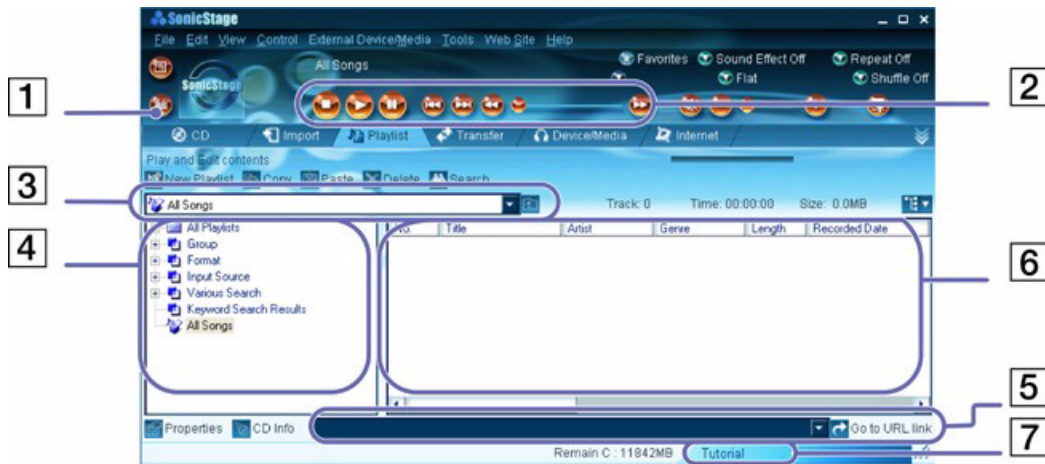 SonicStage
File Edit View Control External Device/Media Tools Web Site Help
All Songs
Favorites Sound Effect Off Repeat Off
Flat Shuffle Off
SonicStage
1
2
CD Import Playlist Transfer Device/Media Internet
Play and Edit contents
New Playlist Copy Paste Delete Search
3
All Songs Track: 0 Time: 00:00:00 Size: 0.0MB
4
All Playlists
Group
Format
Input Source
Various Search
Keyword Search Results
All Songs
No. Title Artist Genre Length Recorded Date
6
5
Properties CD Info Go to URL link
7
Remain C : 11842MB Tutorial